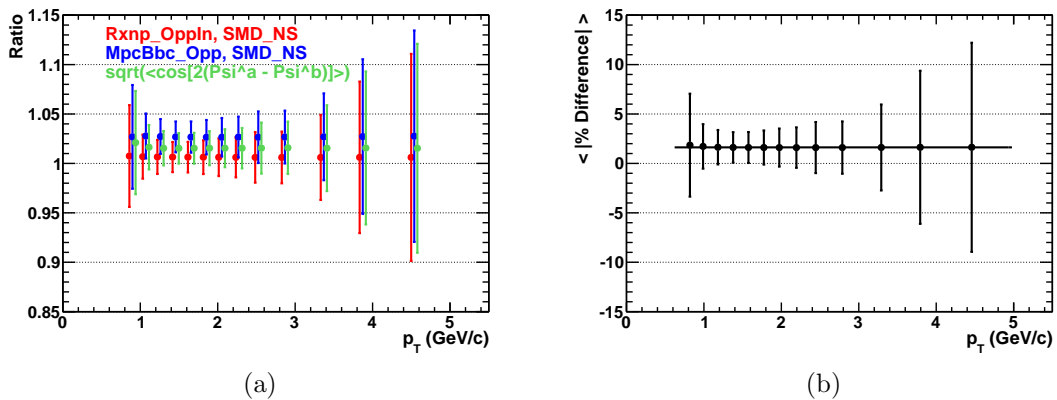 Ratio
1.15
1.1
1.05
1
0.95
0.9
0.85
Rxnp_OppIn, SMD_NS
MpcBbc_Opp, SMD_NS
sqrt(<cos[2(Psi^a - Psi^b)]>)
0 1 2 3 4 5
p_T (GeV/c)
(a)
< |% Difference| >
15
10
5
0
−5
−10
−15
0 1 2 3 4 5
p_T (GeV/c)
(b)